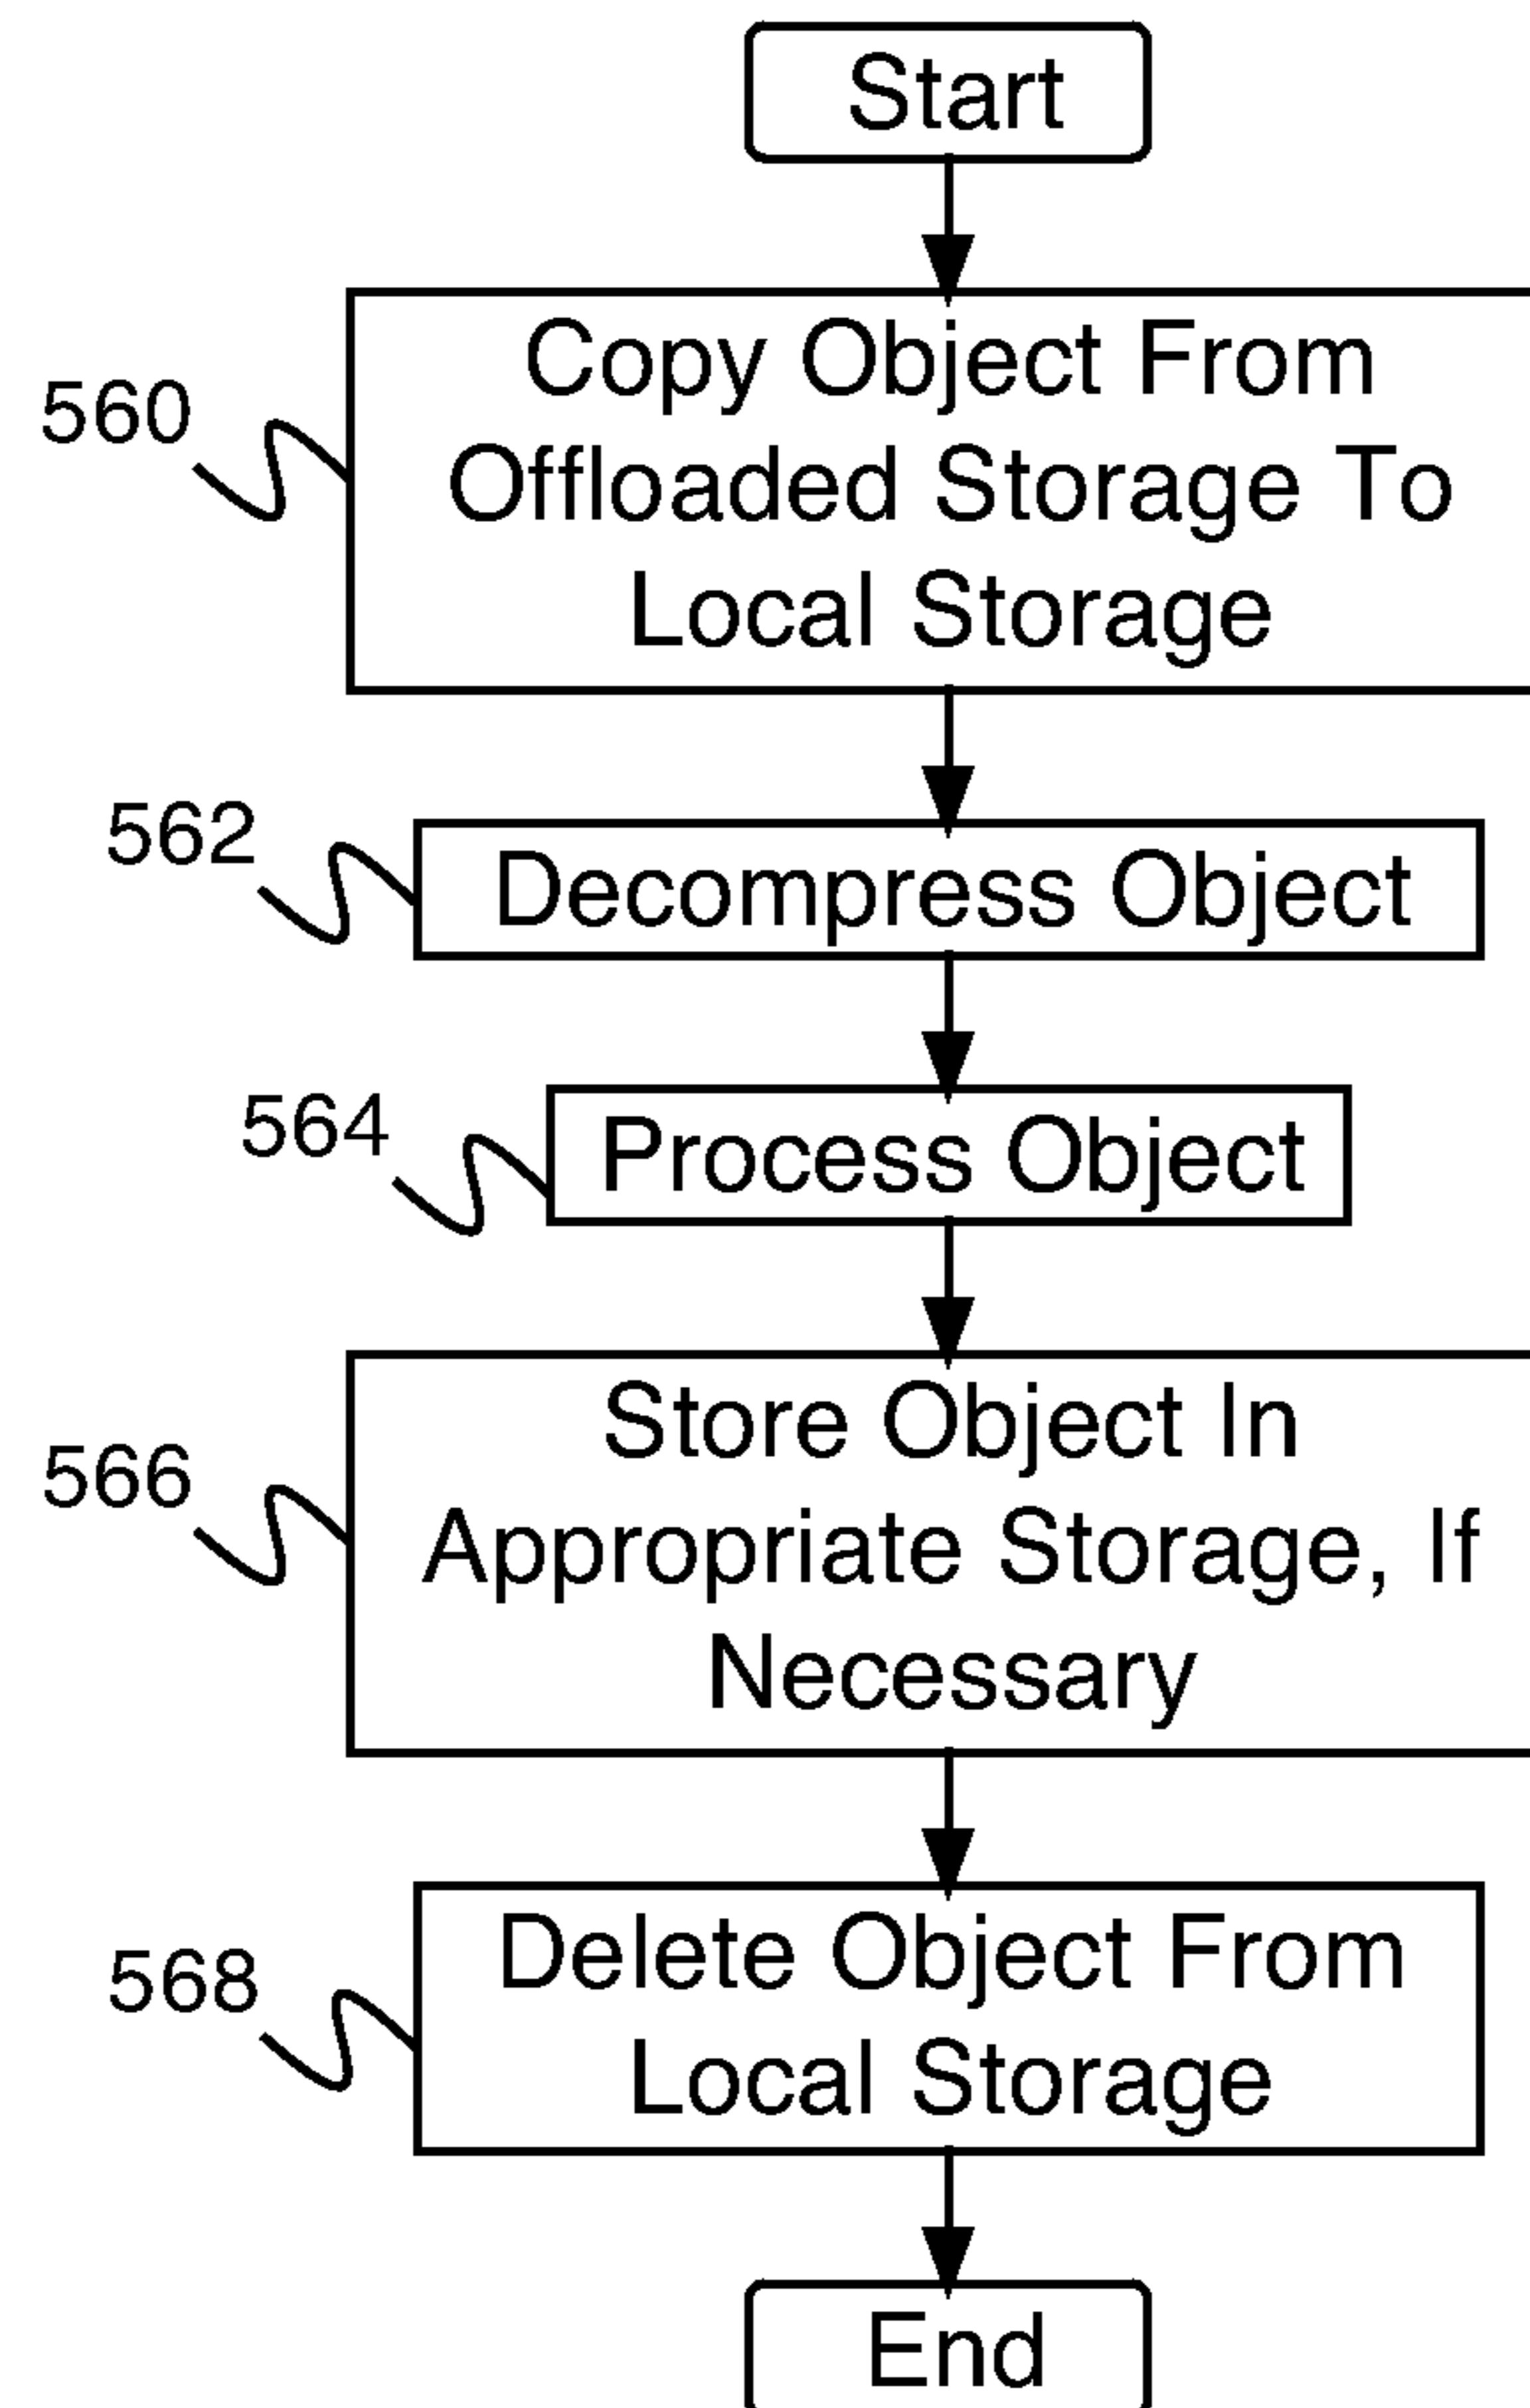 Start
560
Copy Object From
Offloaded Storage To
Local Storage
562
Decompress Object
564
Process Object
566
Store Object In
Appropriate Storage, If
Necessary
568
Delete Object From
Local Storage
End